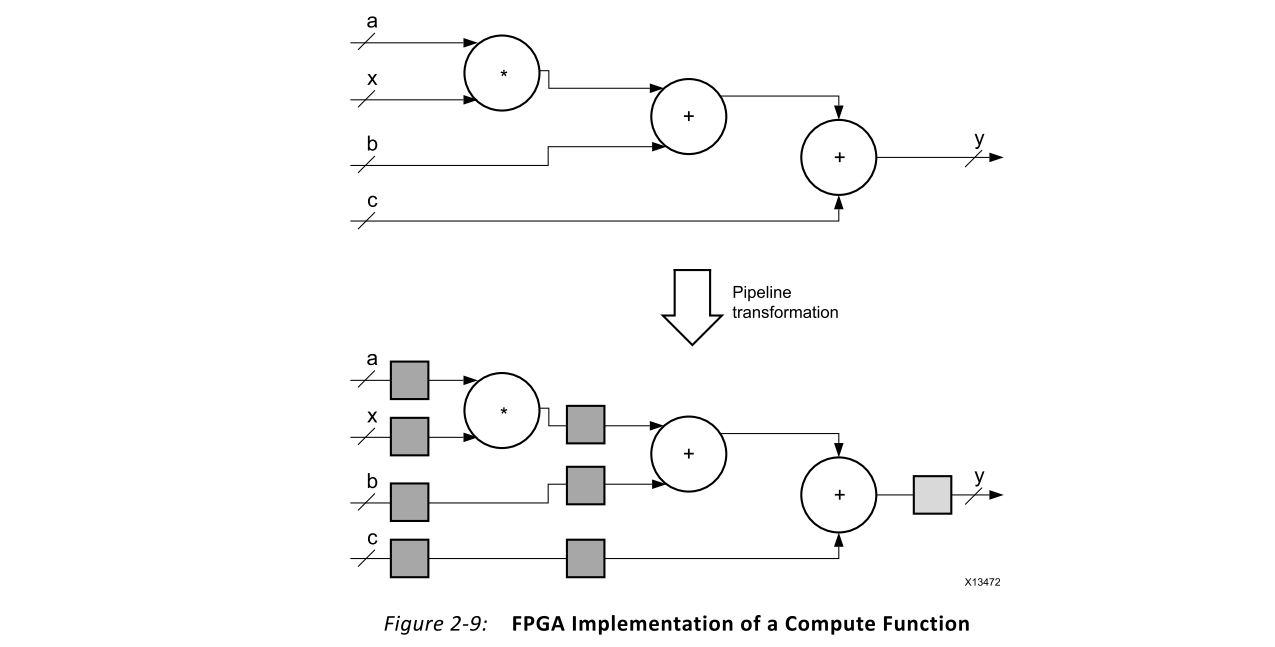 a
x
*
b
+
c
+
y
Pipeline
transformation
a
x
*
b
+
c
+
y
X13472
Figure 2-9: FPGA Implementation of a Compute Function